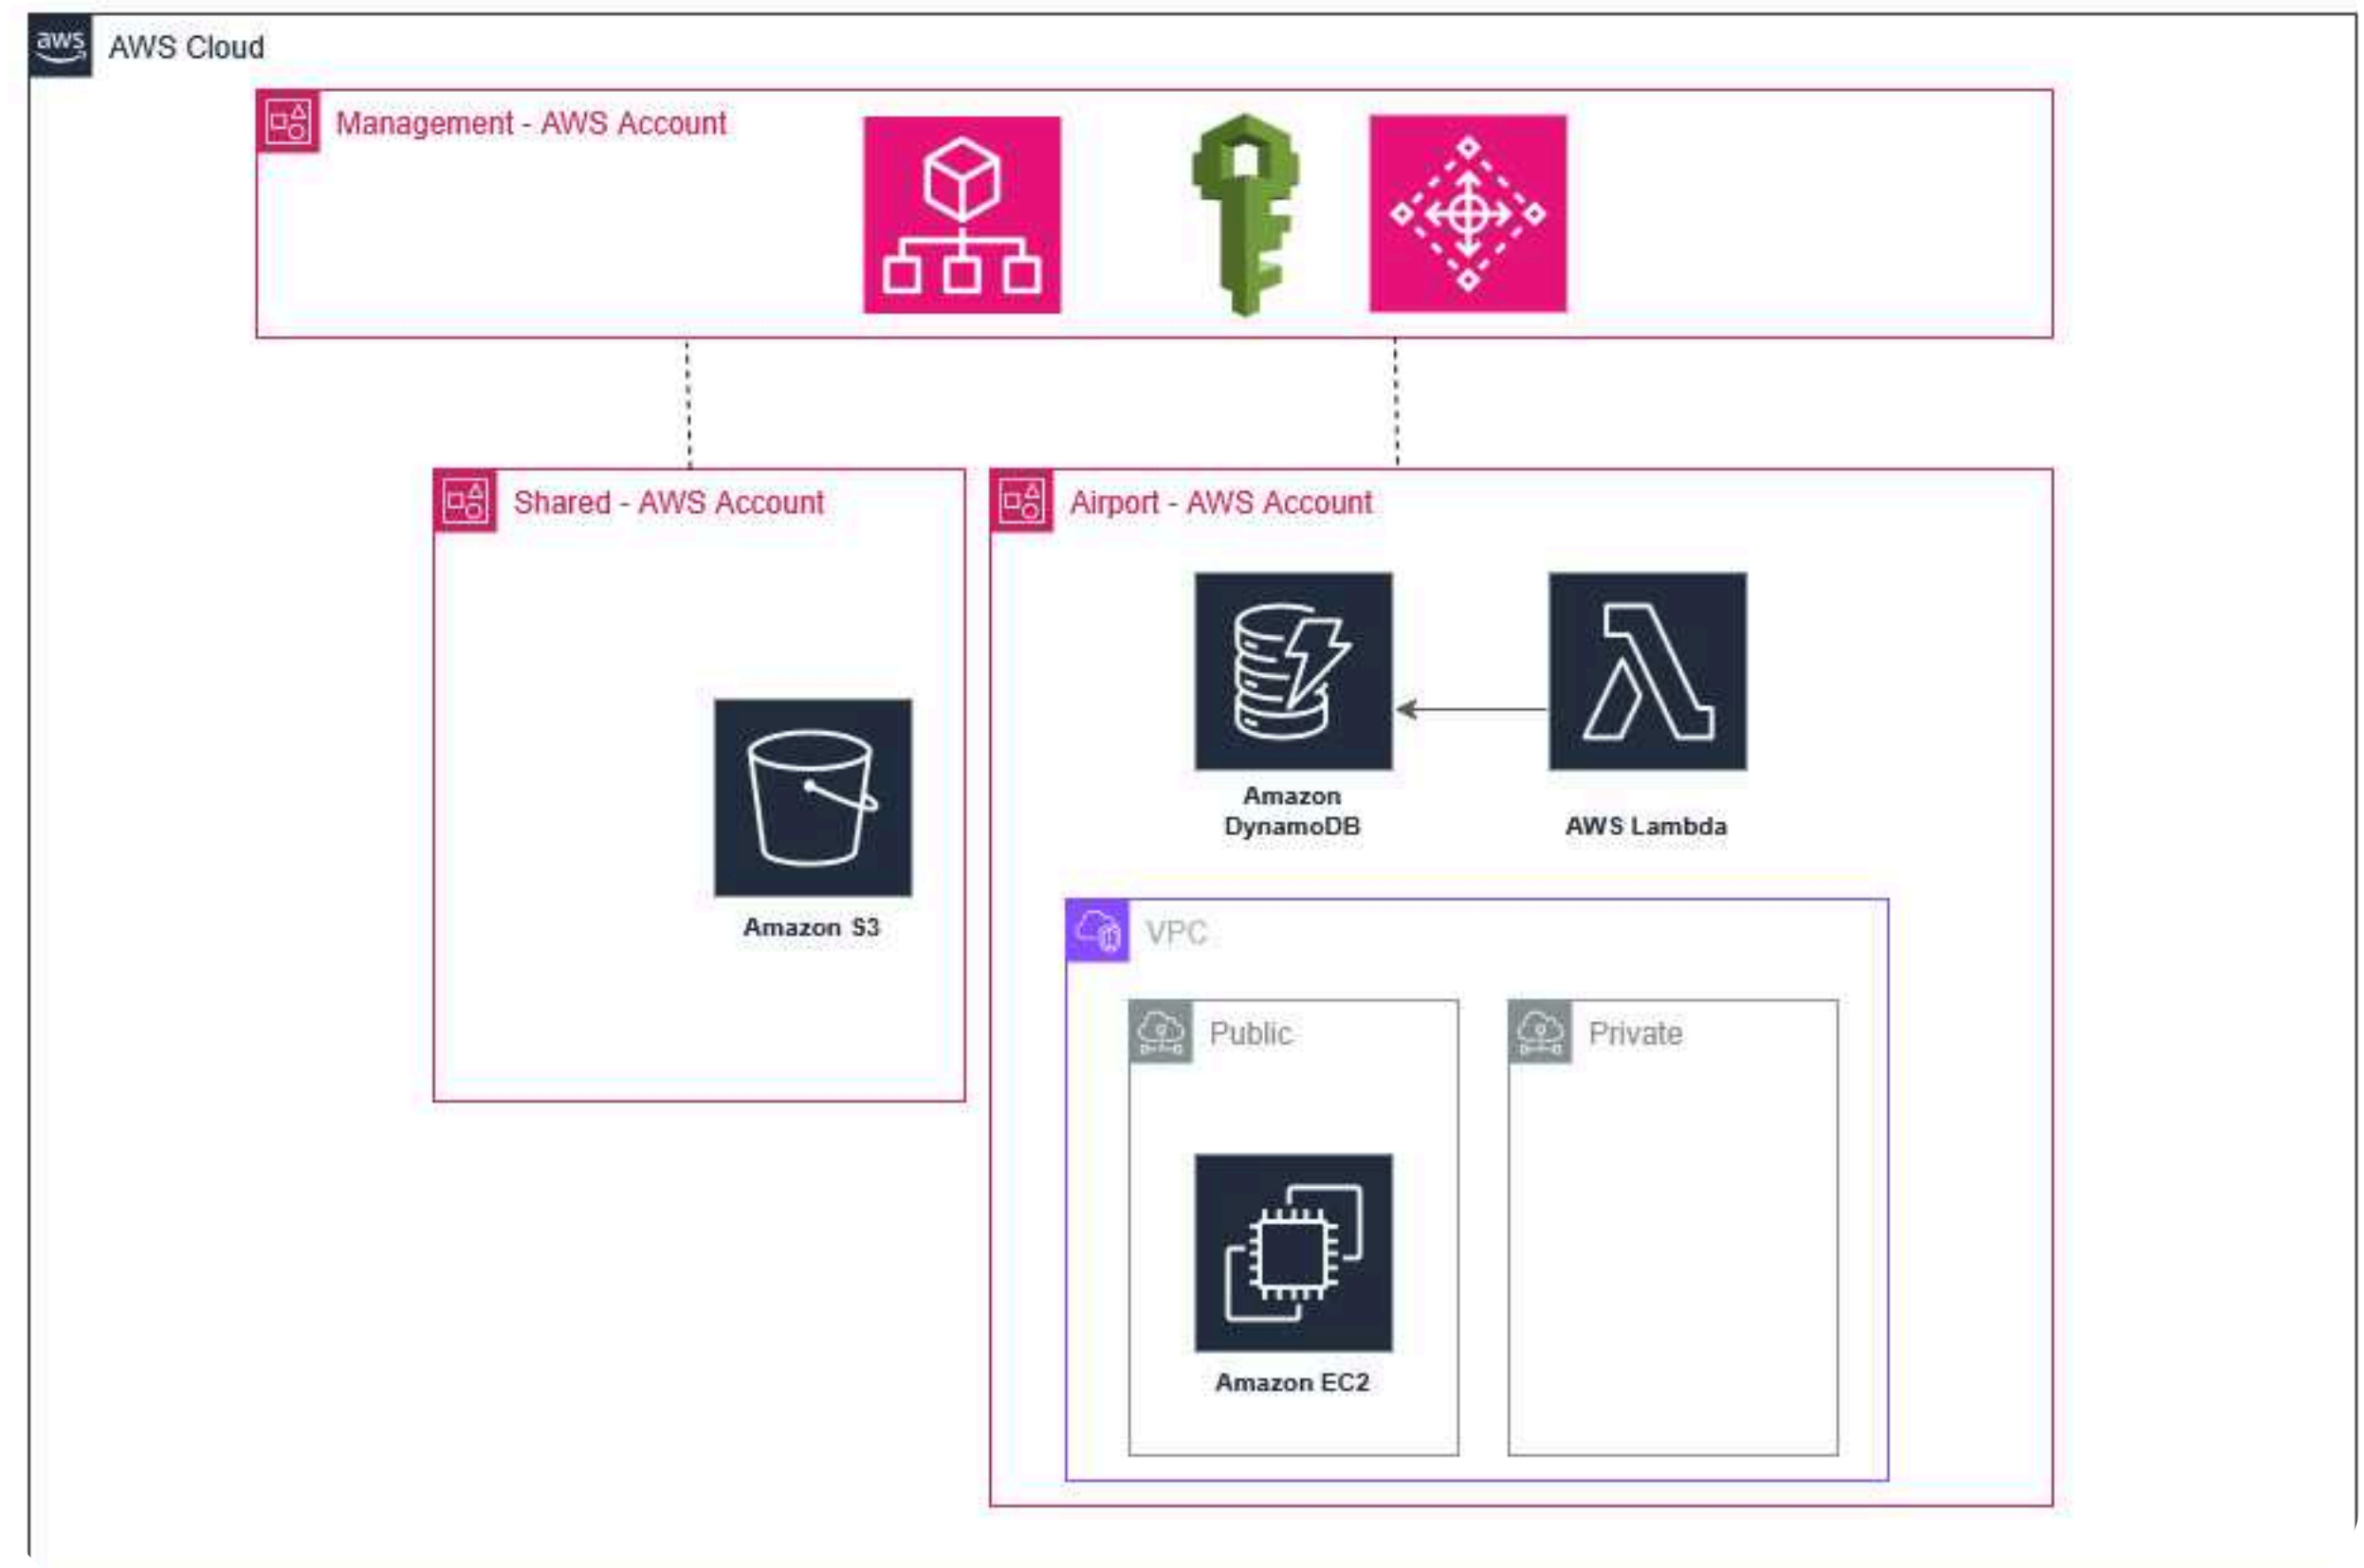 aws
AWS Cloud
Management - AWS Account
Shared - AWS Account
Airport - AWS Account
Amazon
DynamoDB
AWS Lambda
Amazon S3
VPC
Public
Private
Amazon EC2